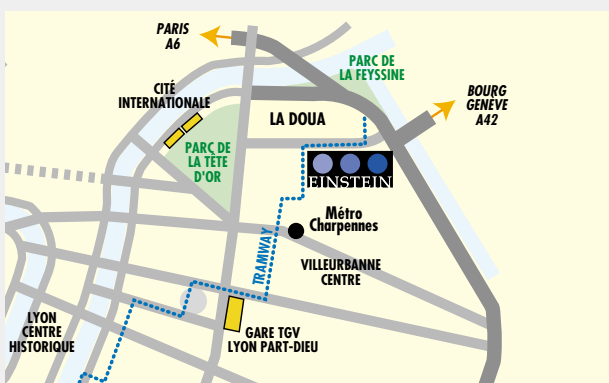 PARIS
A6
PARC DE
LA FEYSSINE
CITÉ
INTERNATIONALE
BOURG
GENÈVE
A42
LA DOUA
PARC DE
LA TÊTE
D'OR
EINSTEIN
Métro
Charpennes
TRAMWAY
VILLEURBANNE
CENTRE
LYON
CENTRE
HISTORIQUE
GARE TGV
LYON PART-DIEU